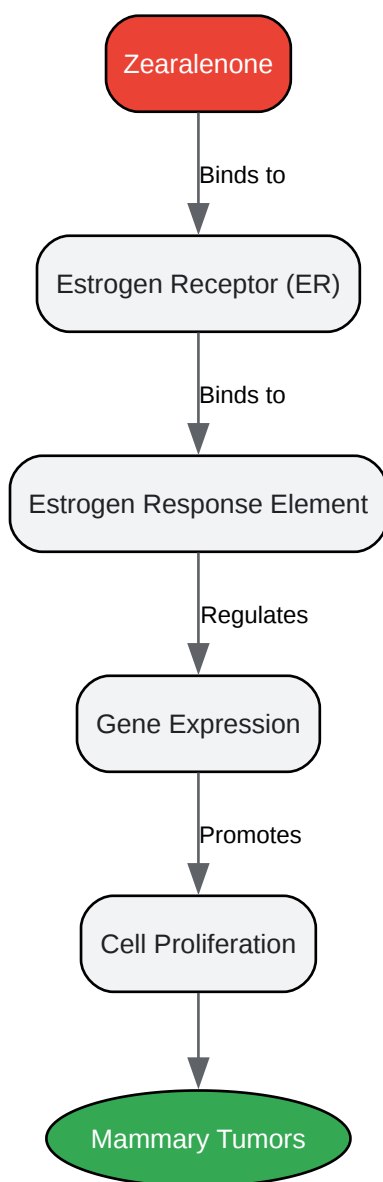 Zearalenone
Binds to
Estrogen Receptor (ER)
Binds to
Estrogen Response Element
Regulates
Gene Expression
Promotes
Cell Proliferation
Mammary Tumors